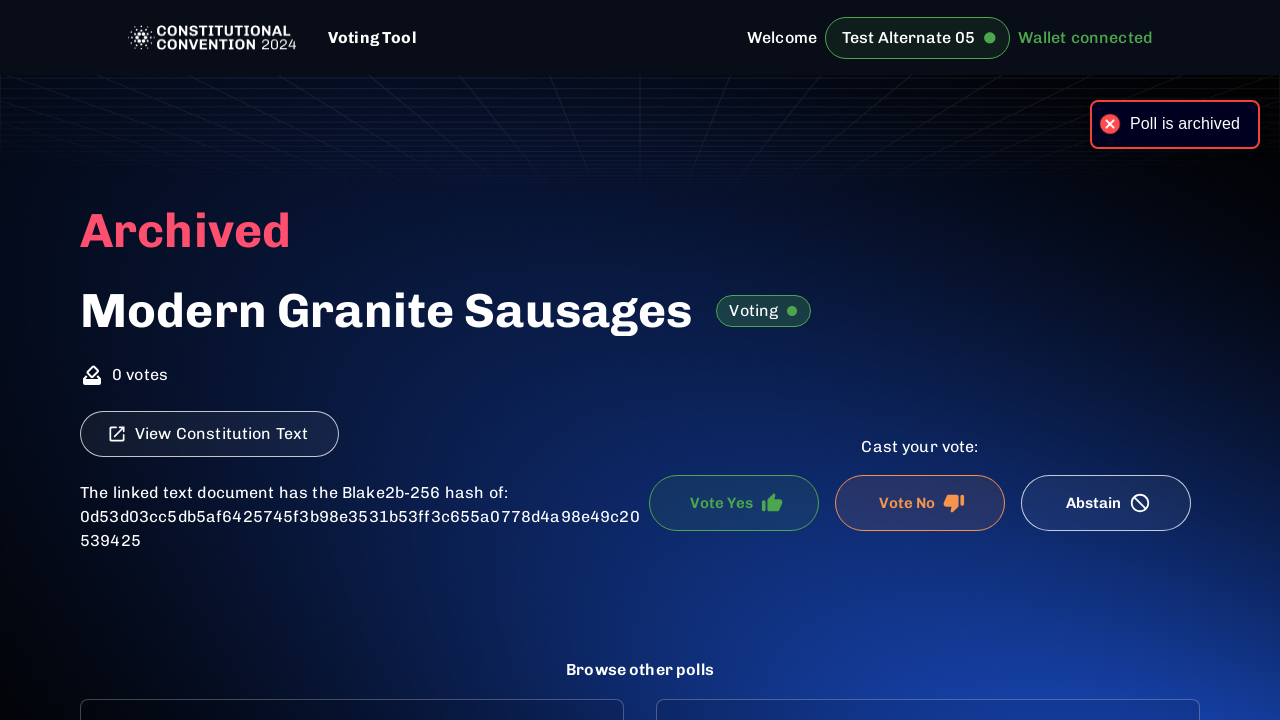 CONSTITUTIONAL
CONVENTION 2024
Voting Tool
Welcome
Test Alternate 05
Wallet connected
Poll is archived
Archived
Modern Granite Sausages
Voting
0 votes
View Constitution Text
The linked text document has the Blake2b-256 hash of:
0d53d03cc5db5af6425745f3b98e3531b53ff3c655a0778d4a98e49c20
539425
Cast your vote:
Vote Yes
Vote No
Abstain
Browse other polls